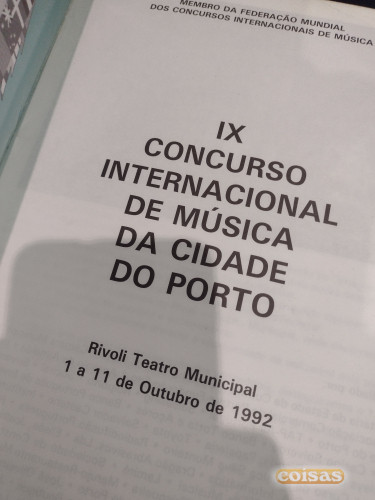 MEMBRO DA FEDERAÇÃO MUNDIAL
DOS CONCURSOS INTERNACIONAIS DE MÚSICA
IX
CONCURSO
INTERNACIONAL
DE MÚSICA
DA CIDADE
DO PORTO
Rivoli Teatro Municipal
1 a 11 de Outubro de 1992
coisas